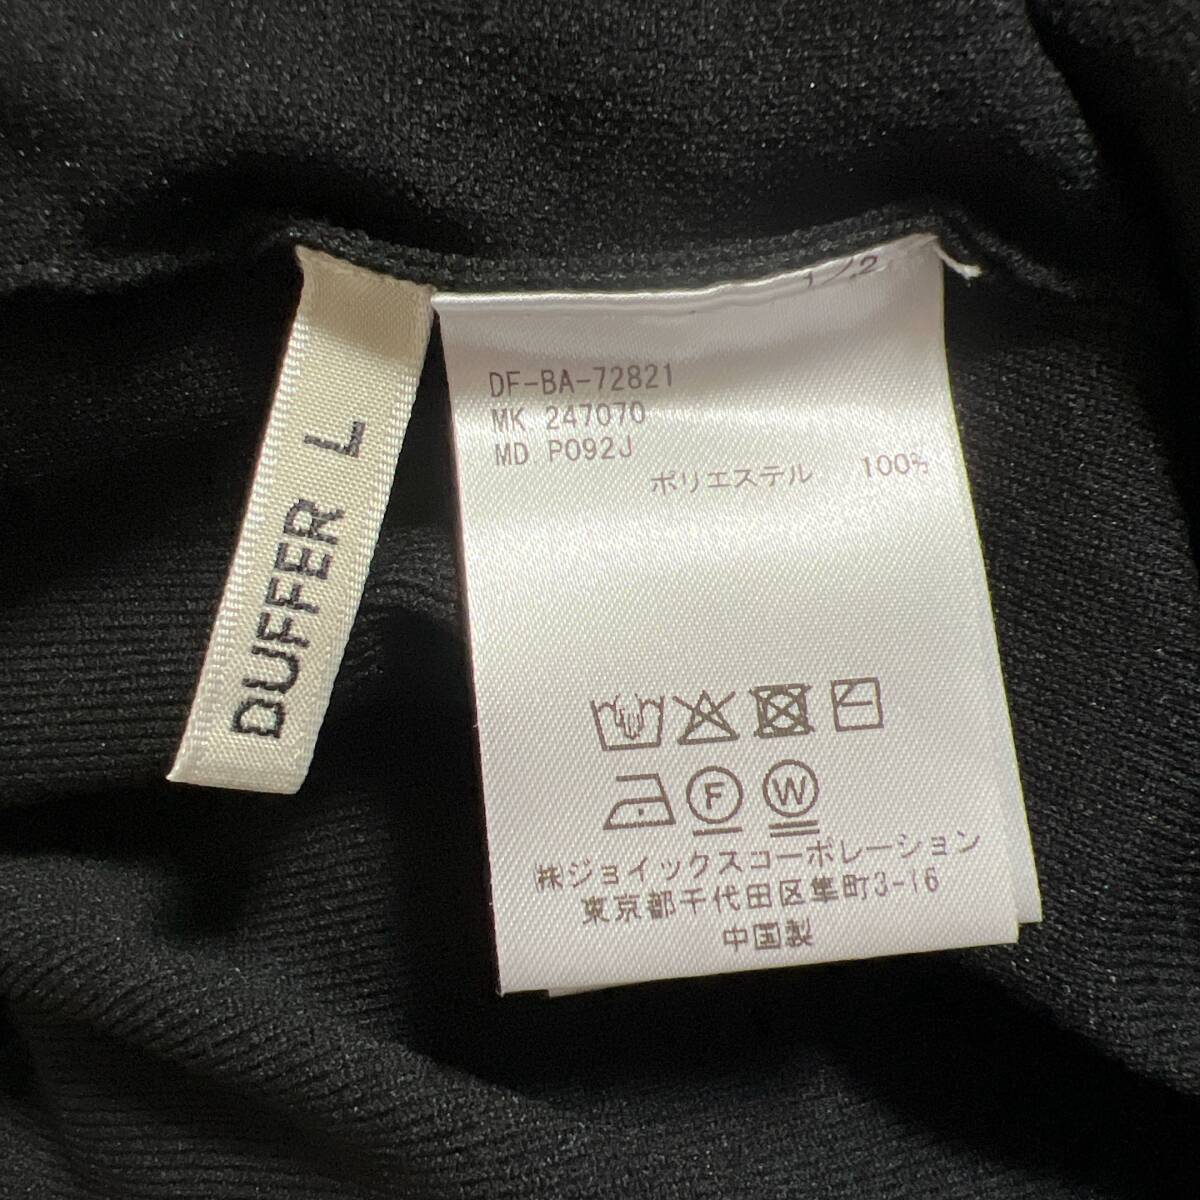 DUFFER L
1/2
DF-BA-72821
MK 247070
MD P092J
ポリエステル 100%
F W
㈱ジョイックスコーポレーション
東京都千代田区隼町3-16
中国製